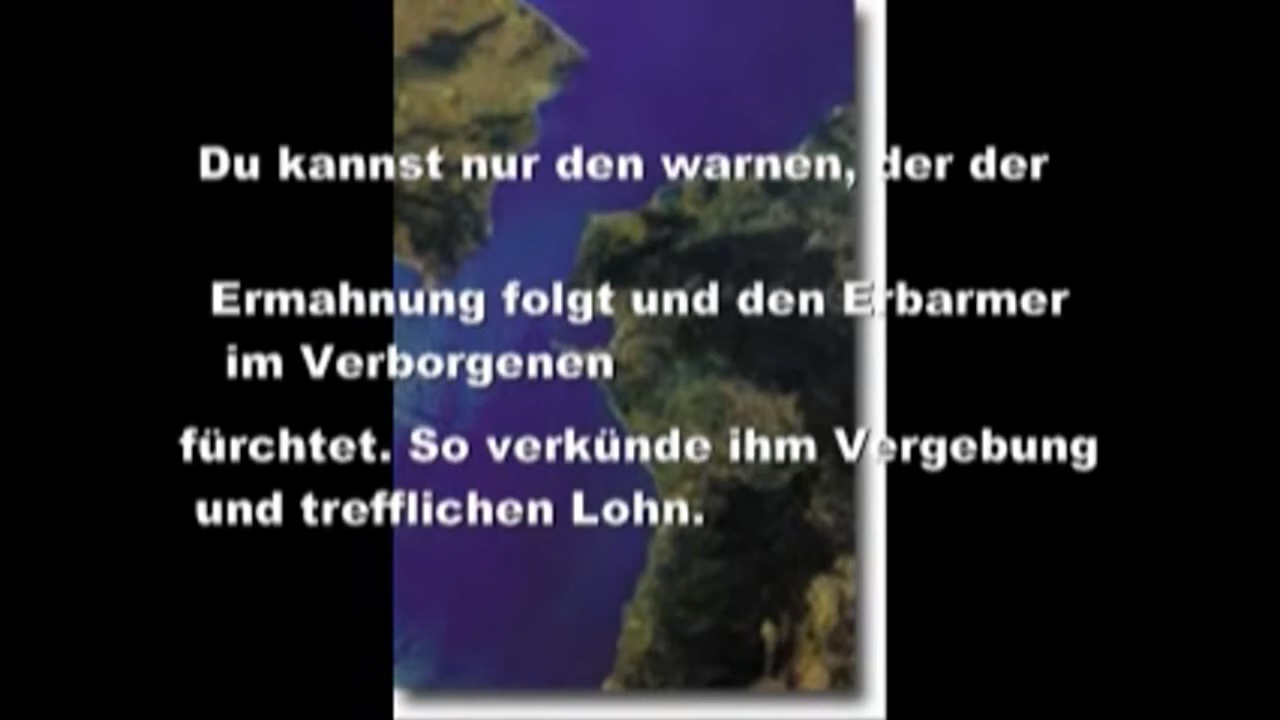 Du kannst nur den warnen, der der
Ermahnung folgt und den Erbarmer
im Verborgenen
fürchtet. So verkünde ihm Vergebung
und trefflichen Lohn.